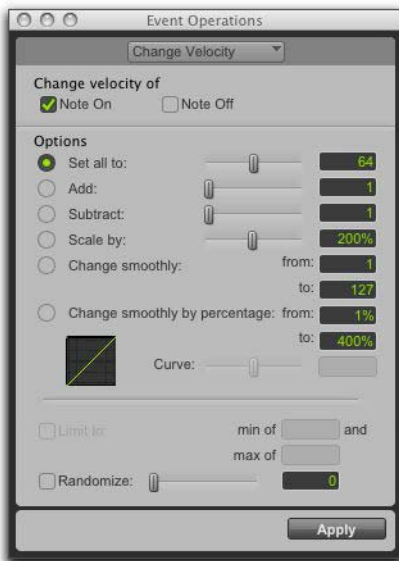 Event Operations
Change Velocity
Change velocity of
Note On Note Off
Options
Set all to: 64
Add: 1
Subtract: 1
Scale by: 200%
Change smoothly: from: 1
to: 127
Change smoothly by percentage: from: 1%
to: 400%
Curve:
Limit to: min of and
max of
Randomize: 0
Apply